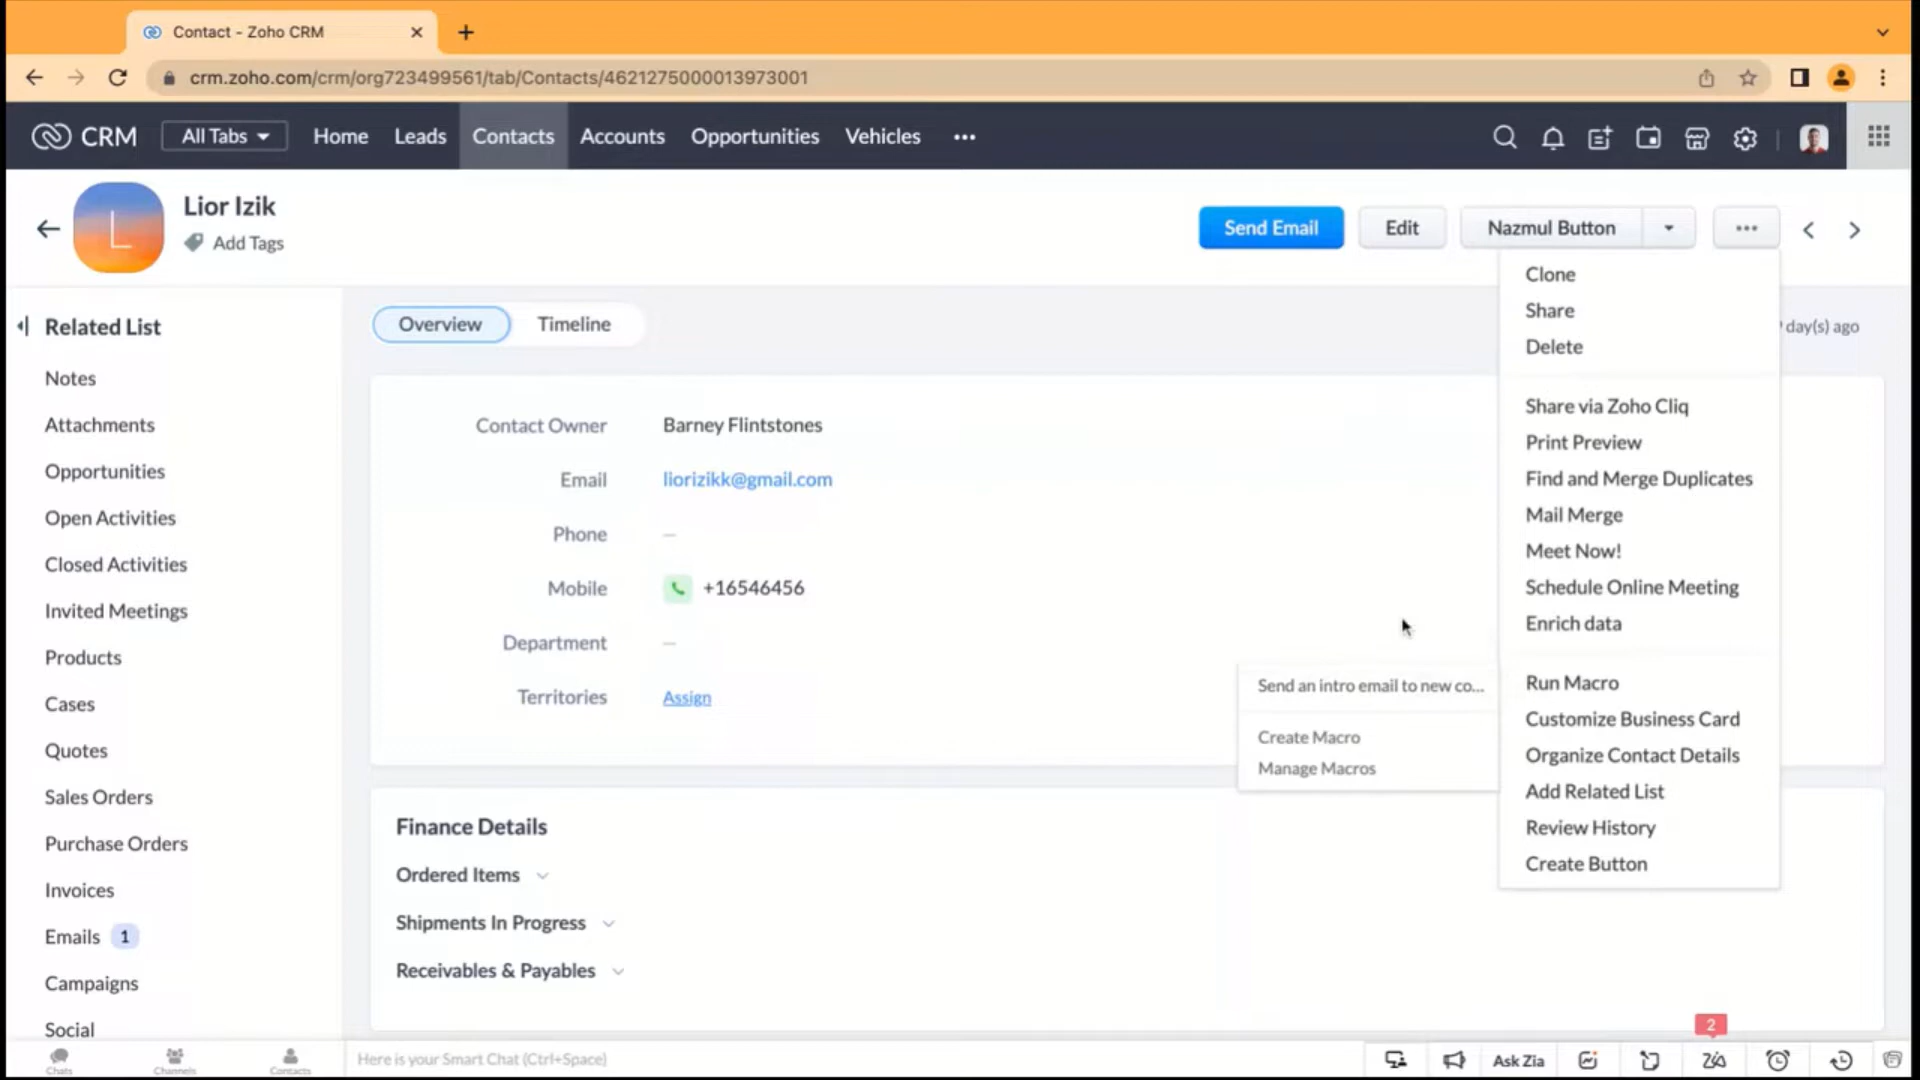 Contact - Zoho CRM
crm.zoho.com/crm/org723499561/tab/Contacts/4621275000013973001
CRM
All Tabs
Home
Leads
Contacts
Accounts
Opportunities
Vehicles
L
Lior Izik
Add Tags
Send Email
Edit
Nazmul Button
Related List
Notes
Attachments
Opportunities
Open Activities
Closed Activities
Invited Meetings
Products
Cases
Quotes
Sales Orders
Purchase Orders
Invoices
Emails 1
Campaigns
Social
Overview
Timeline
day(s) ago
Contact Owner Barney Flintstones
Email liorizikk@gmail.com
Phone —
Mobile +16546456
Department —
Territories Assign
Finance Details
Ordered Items
Shipments In Progress
Receivables & Payables
Clone
Share
Delete
Share via Zoho Cliq
Print Preview
Find and Merge Duplicates
Mail Merge
Meet Now!
Schedule Online Meeting
Enrich data
Run Macro
Customize Business Card
Organize Contact Details
Add Related List
Review History
Create Button
Send an intro email to new co...
Create Macro
Manage Macros
Chats
Channels
Contacts
Here is your Smart Chat (Ctrl+Space)
Ask Zia
2